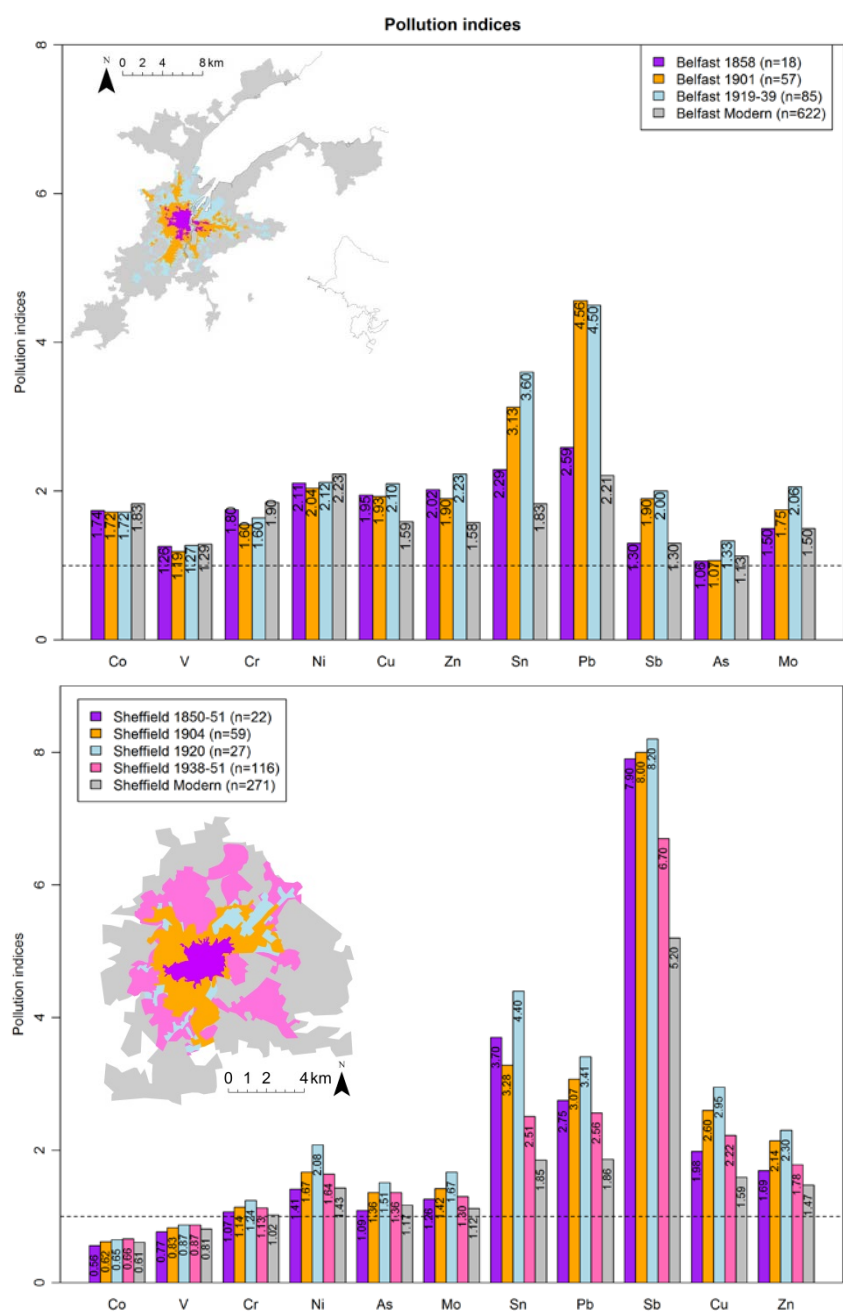 Pollution indices
8
6
4
2
0
Pollution indices
N
0 2 4 8 km
Belfast 1858 (n=18)
Belfast 1901 (n=57)
Belfast 1919-39 (n=85)
Belfast Modern (n=622)
1.74 1.72 1.72 1.83
1.26 1.19 1.27 1.29
1.80 1.60 1.60 1.90
2.11 2.04 2.12 2.23
1.95 1.93 2.10 1.59
2.02 1.90 2.23 1.58
2.29 3.13 3.60 1.83
2.59 4.56 4.50 2.21
1.30 1.90 2.00 1.30
1.06 1.07 1.33 1.13
1.50 1.75 2.06 1.50
Co V Cr Ni Cu Zn Sn Pb Sb As Mo
8
6
4
2
0
Pollution indices
Sheffield 1850-51 (n=22)
Sheffield 1904 (n=59)
Sheffield 1920 (n=27)
Sheffield 1938-51 (n=116)
Sheffield Modern (n=271)
0 1 2 4 km
N
0.56 0.62 0.65 0.66 0.61
0.77 0.83 0.87 0.87 0.81
1.07 1.14 1.24 1.13 1.02
1.41 1.67 2.08 1.64 1.43
1.09 1.36 1.51 1.36 1.17
1.26 1.42 1.67 1.30 1.12
3.70 3.28 4.40 2.51 1.85
2.75 3.07 3.41 2.56 1.86
7.90 8.00 8.20 6.70 5.20
1.98 2.60 2.95 2.22 1.59
1.69 2.14 2.30 1.78 1.47
Co V Cr Ni As Mo Sn Pb Sb Cu Zn